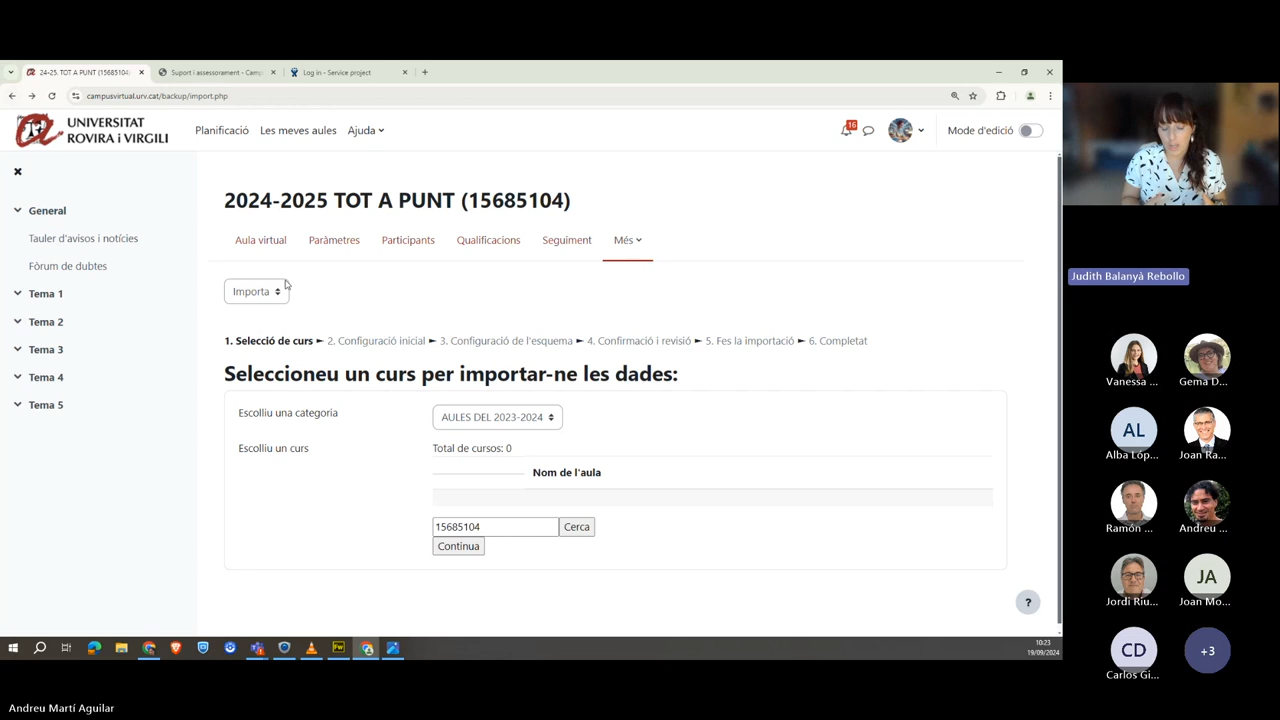 24-25. TOT A PUNT (15685104)
Suport i assessorament - Camp
Log in - Service project
campusvirtual.urv.cat/backup/import.php
UNIVERSITAT
ROVIRA i VIRGILI
Planificació
Les meves aules
Ajuda
16
Mode d'edició
General
Tauler d'avisos i notícies
Fòrum de dubtes
Tema 1
Tema 2
Tema 3
Tema 4
Tema 5
2024-2025 TOT A PUNT (15685104)
Aula virtual
Paràmetres
Participants
Qualificacions
Seguiment
Més
Importa
1. Selecció de curs ► 2. Configuració inicial ► 3. Configuració de l'esquema ► 4. Confirmació i revisió ► 5. Fes la importació ► 6. Completat
Seleccioneu un curs per importar-ne les dades:
Escolliu una categoria
AULES DEL 2023-2024
Escolliu un curs
Total de cursos: 0
Nom de l'aula
15685104
Cerca
Continua
?
Fw
10:23
19/09/2024
Judith Balanyà Rebollo
Vanessa ...
Gema D...
AL
Alba Lóp...
Joan Ra...
Ramón ...
Andreu ...
Jordi Riu...
JA
Joan Mo...
CD
Carlos Gi...
+3
Andreu Martí Aguilar